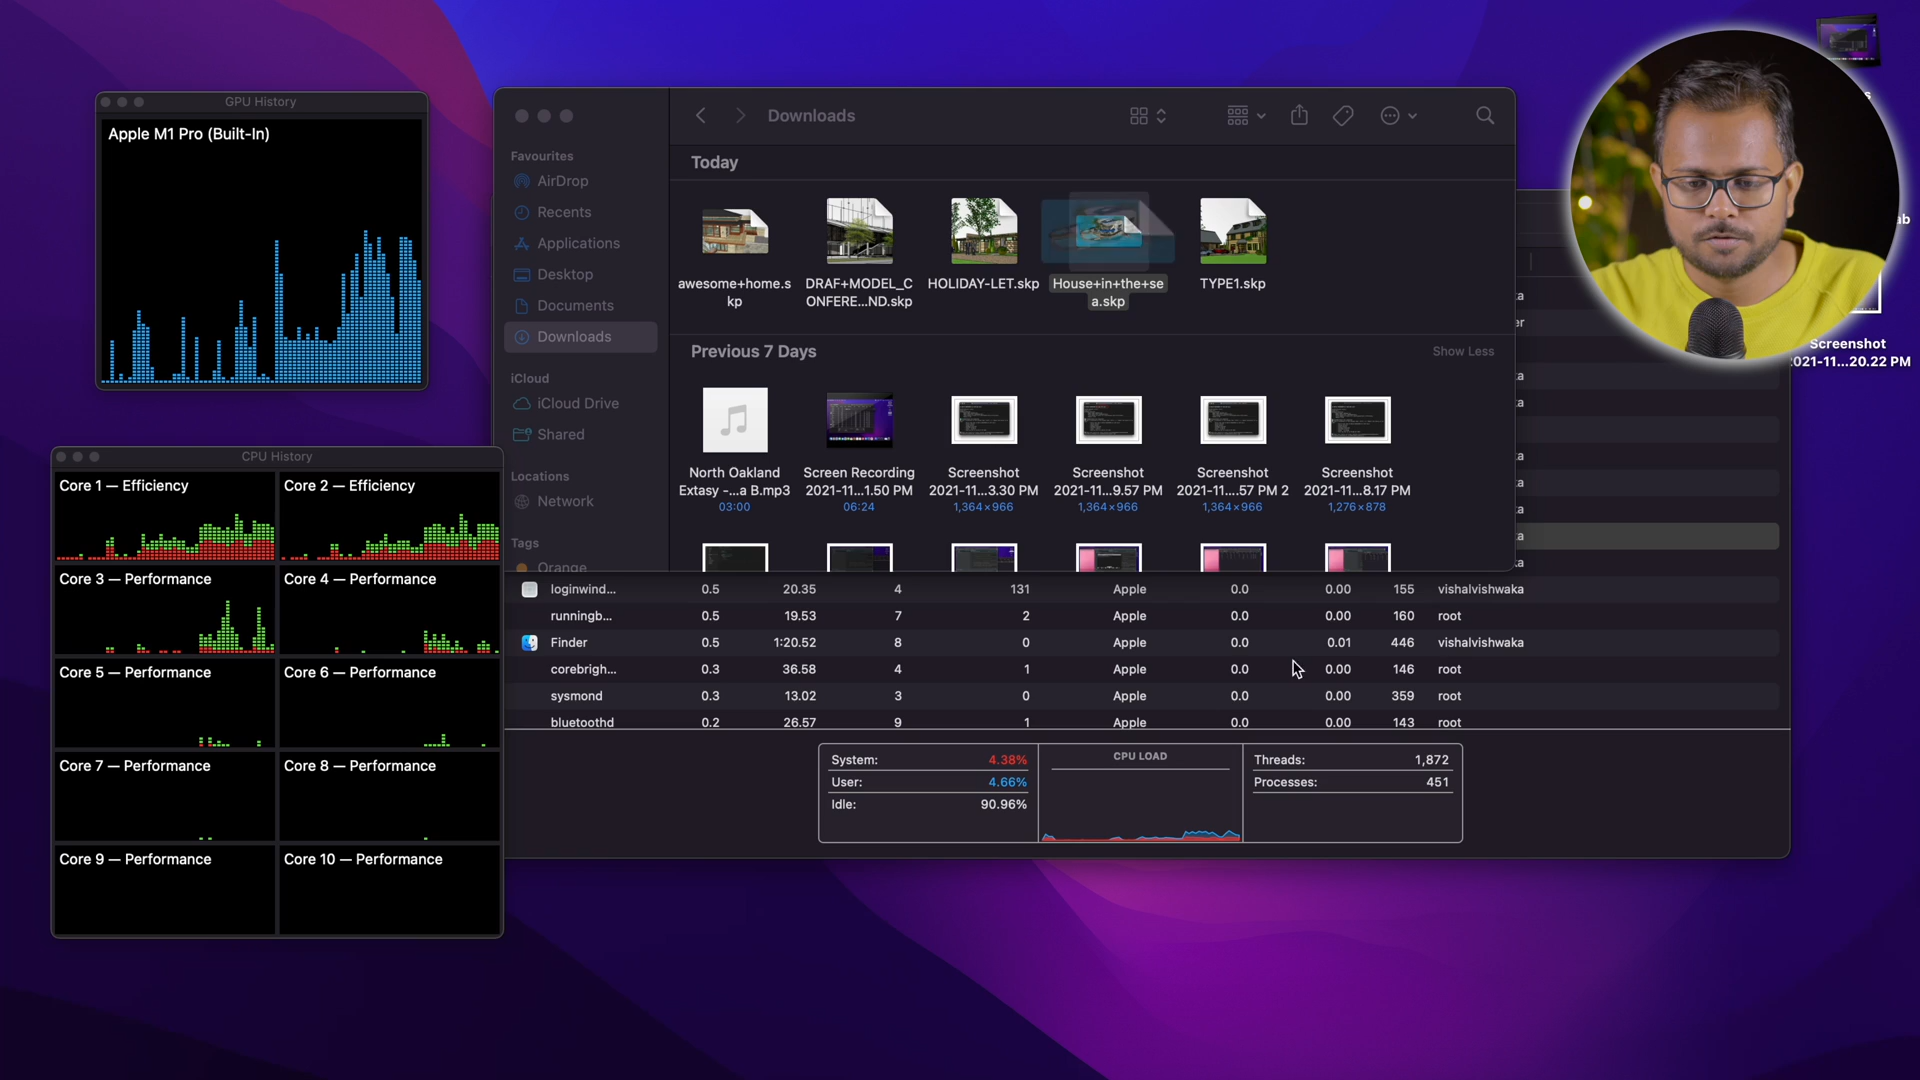 GPU History
Apple M1 Pro (Built-In)
CPU History
Core 1 — Efficiency
Core 2 — Efficiency
Core 3 — Performance
Core 4 — Performance
Core 5 — Performance
Core 6 — Performance
Core 7 — Performance
Core 8 — Performance
Core 9 — Performance
Core 10 — Performance
Favourites
AirDrop
Recents
Applications
Desktop
Documents
Downloads
iCloud
iCloud Drive
Shared
Locations
Network
Tags
Orange
Downloads
Today
awesome+home.s
kp
DRAF+MODEL_C
ONFERE...ND.skp
HOLIDAY-LET.skp
House+in+the+se
a.skp
TYPE1.skp
Previous 7 Days
Show Less
North Oakland
Extasy -...a B.mp3
03:00
Screen Recording
2021-11...1.50 PM
06:24
Screenshot
2021-11...3.30 PM
1,364×966
Screenshot
2021-11...9.57 PM
1,364×966
Screenshot
2021-11....57 PM 2
1,364×966
Screenshot
2021-11...8.17 PM
1,276×878
loginwind... 0.5 20.35 4 131 Apple 0.0 0.00 155 vishalvishwaka
runningb... 0.5 19.53 7 2 Apple 0.0 0.00 160 root
Finder 0.5 1:20.52 8 0 Apple 0.0 0.01 446 vishalvishwaka
corebrigh... 0.3 36.58 4 1 Apple 0.0 0.00 146 root
sysmond 0.3 13.02 3 0 Apple 0.0 0.00 359 root
bluetoothd 0.2 26.57 9 1 Apple 0.0 0.00 143 root
System: 4.38%
User: 4.66%
Idle: 90.96%
CPU LOAD
Threads: 1,872
Processes: 451
Screenshot
2021-11...20.22 PM